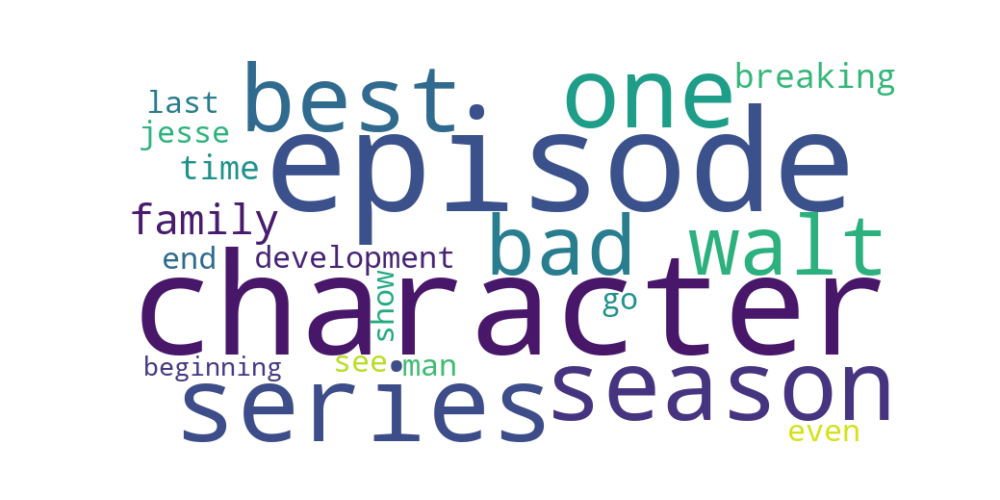 best
one
breaking
last
jesse
episode
time
family
bad
walt
end
development
character
show
go
beginning
see
man
series
season
even